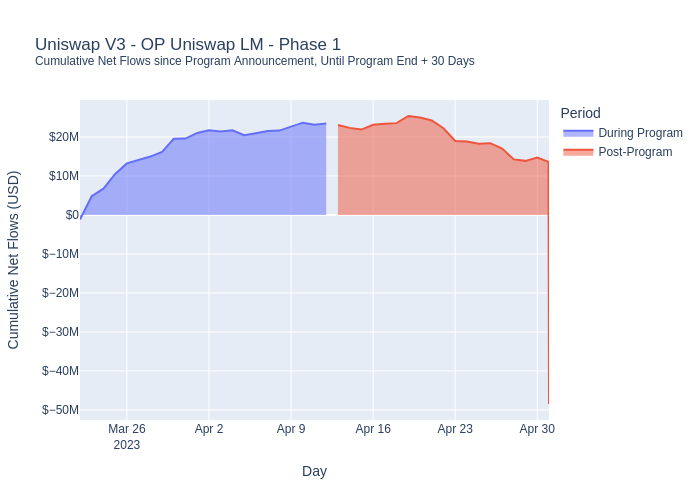 Uniswap V3 - OP Uniswap LM - Phase 1
Cumulative Net Flows since Program Announcement, Until Program End + 30 Days
Period
During Program
Post-Program
Cumulative Net Flows (USD)
$20M
$10M
$0
$−10M
$−20M
$−30M
$−40M
$−50M
Mar 26
2023
Apr 2
Apr 9
Apr 16
Apr 23
Apr 30
Day